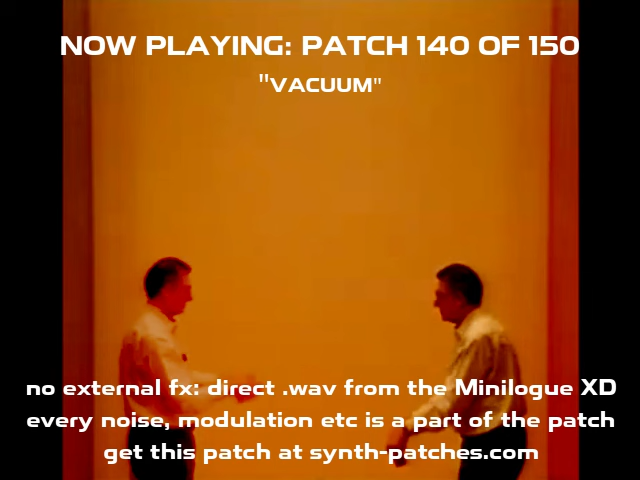 NOW PLAYING: PATCH 140 OF 150
"VACUUM"
no external fx: direct .wav from the Minilogue XD
every noise, modulation etc is a part of the patch
get this patch at synth-patches.com